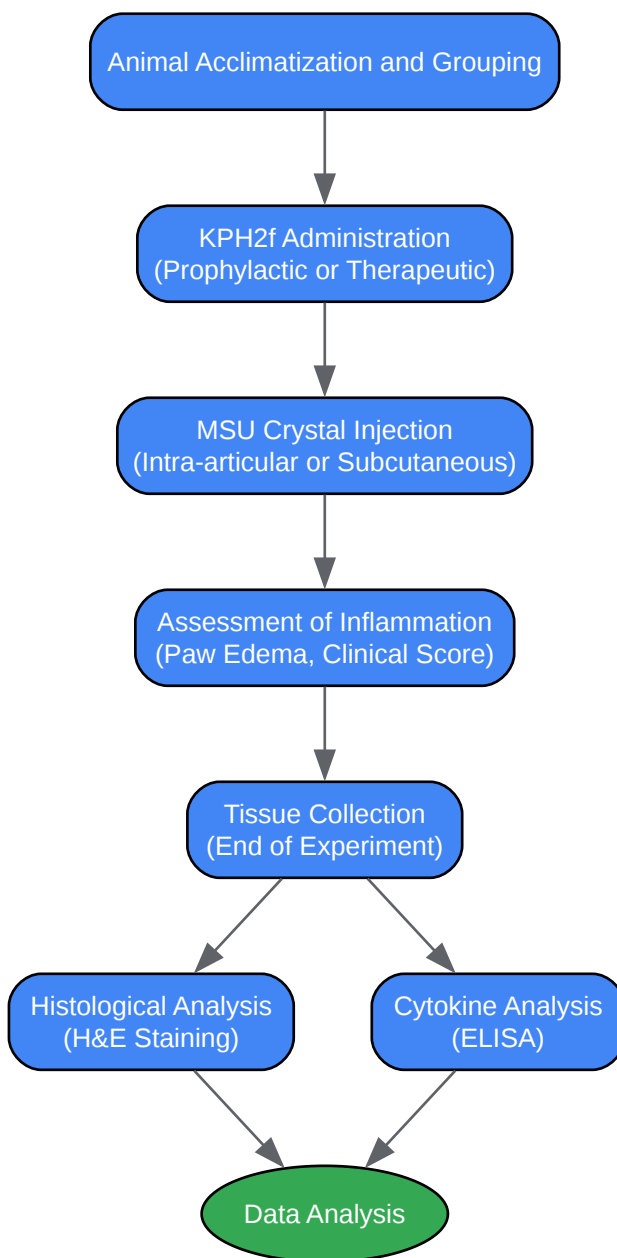 Animal Acclimatization and Grouping
KPH2f Administration
(Prophylactic or Therapeutic)
MSU Crystal Injection
(Intra-articular or Subcutaneous)
Assessment of Inflammation
(Paw Edema, Clinical Score)
Tissue Collection
(End of Experiment)
Histological Analysis
(H&E Staining)
Cytokine Analysis
(ELISA)
Data Analysis